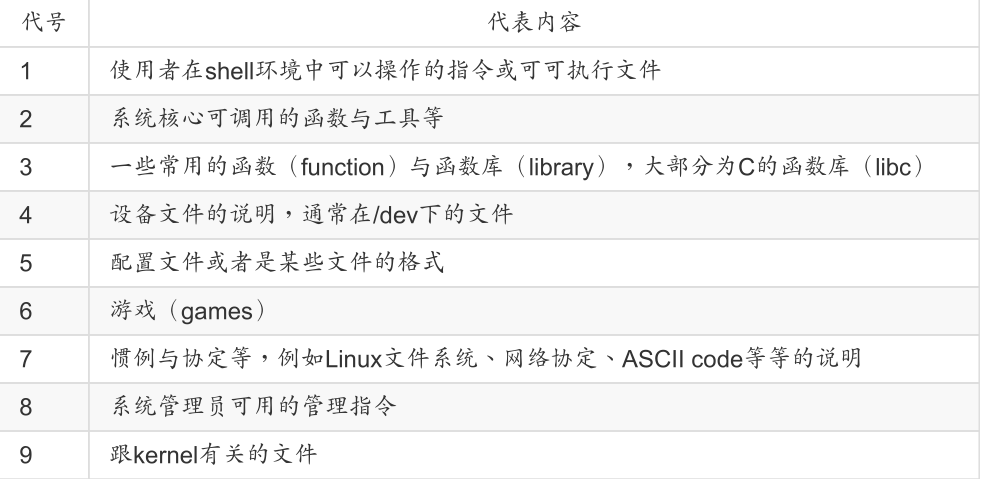 代号 代表内容
1 使用者在shell环境中可以操作的指令或可可执行文件
2 系统核心可调用的函数与工具等
3 一些常用的函数（function）与函数库（library），大部分为C的函数库（libc）
4 设备文件的说明，通常在/dev下的文件
5 配置文件或者是某些文件的格式
6 游戏（games）
7 惯例与协定等，例如Linux文件系统、网络协定、ASCII code等等的说明
8 系统管理员可用的管理指令
9 跟kernel有关的文件